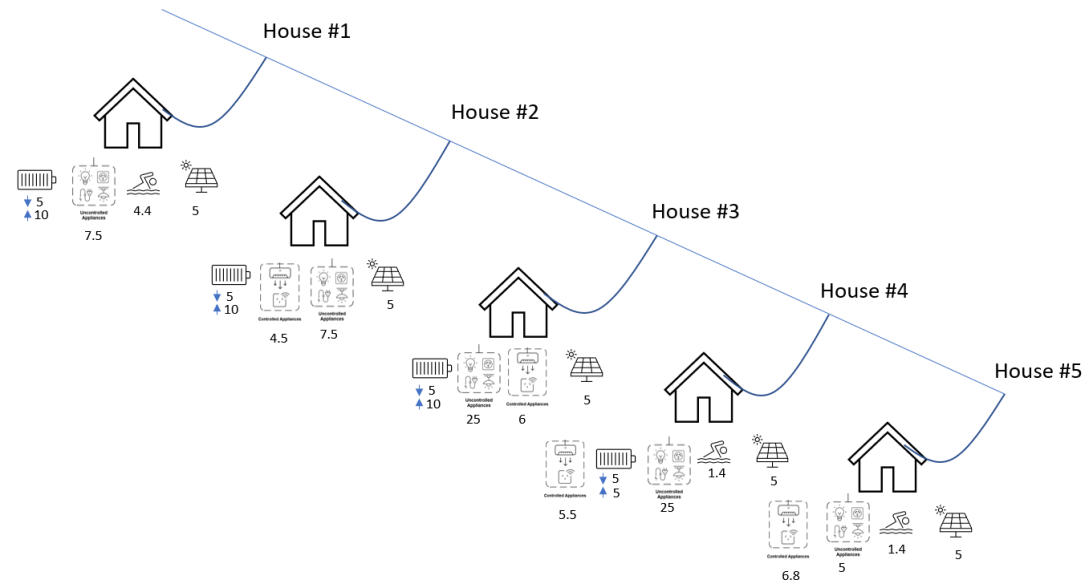 House #1
5
10
Uncontrolled
Appliances
7.5
4.4
5
House #2
5
10
Controlled Appliances
4.5
Uncontrolled
Appliances
7.5
5
House #3
5
10
Uncontrolled
Appliances
25
Controlled Appliances
6
5
House #4
Controlled Appliances
5.5
5
5
Uncontrolled
Appliances
25
1.4
5
House #5
Controlled Appliances
6.8
Uncontrolled
Appliances
5
1.4
5